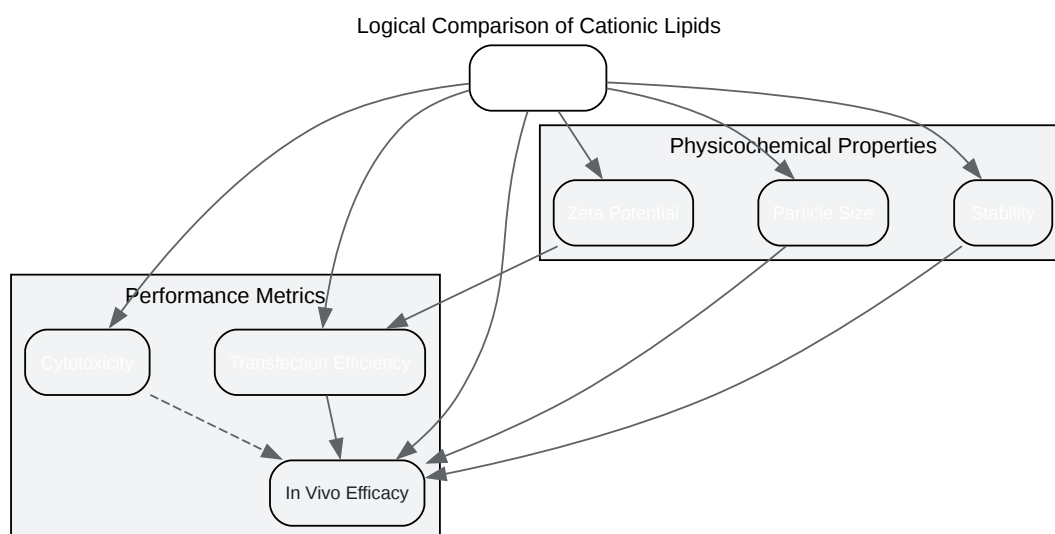 Logical Comparison of Cationic Lipids
Physicochemical Properties
Zeta Potential
Particle Size
Stability
Performance Metrics
Cytotoxicity
Transfection Efficiency
In Vivo Efficacy